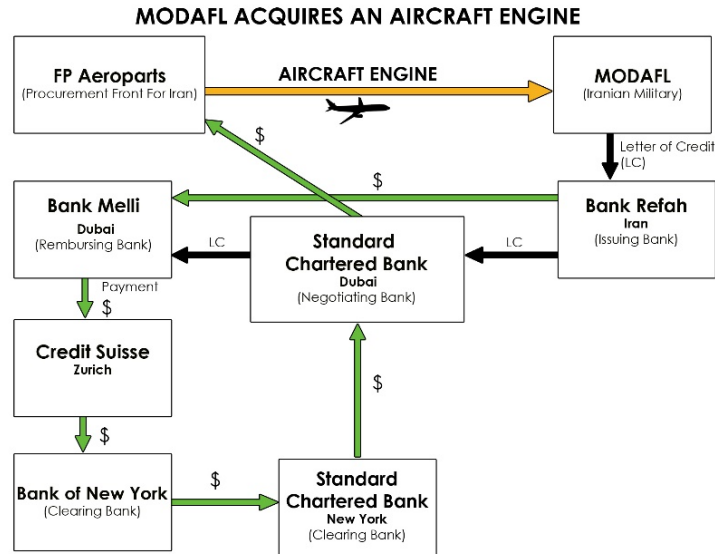 MODAFL ACQUIRES AN AIRCRAFT ENGINE
FP Aeroparts
(Procurement Front For Iran)
AIRCRAFT ENGINE
MODAFL
(Iranian Military)
$
Letter of Credit
(LC)
$
Bank Melli
Dubai
(Rembursing Bank)
LC
Standard
Chartered Bank
Dubai
(Negotiating Bank)
LC
Bank Refah
Iran
(Issuing Bank)
Payment
$
Credit Suisse
Zurich
$
$
Bank of New York
(Clearing Bank)
$
Standard
Chartered Bank
New York
(Clearing Bank)